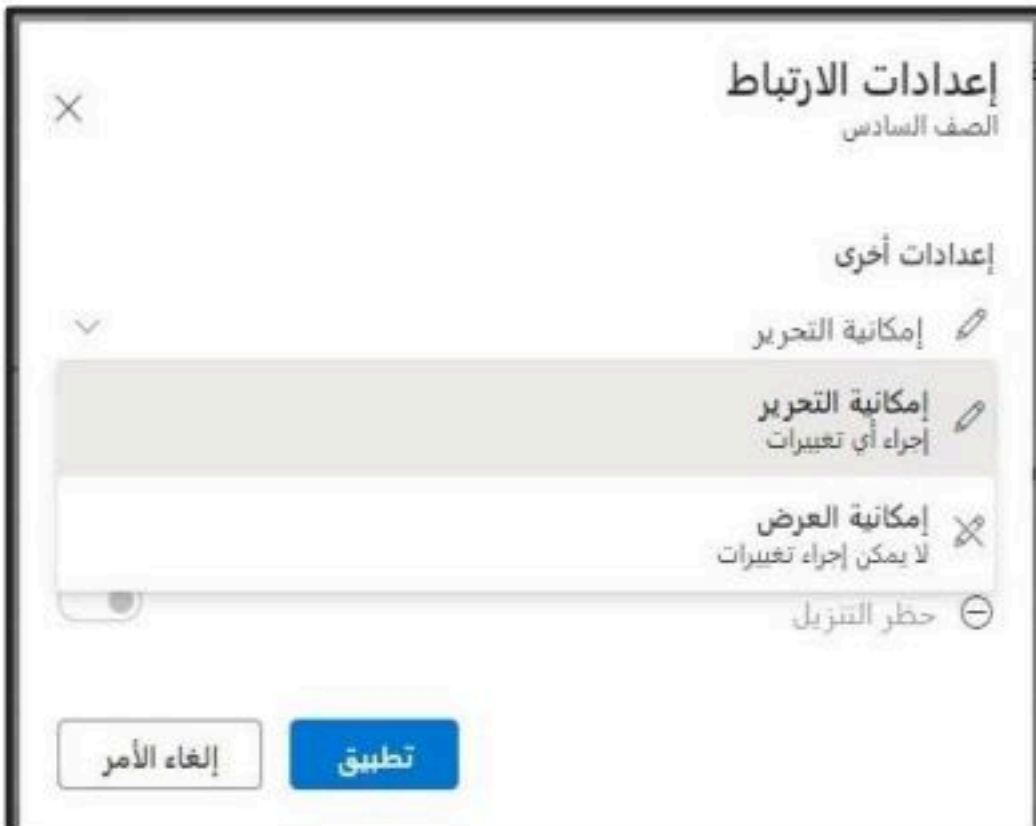 إعدادات الارتباط
الصف السادس
إعدادات أخرى
إمكانية التحرير
إمكانية التحرير
إجراء أي تغييرات
إمكانية العرض
لا يمكن إجراء تغييرات
حظر التنزيل
تطبيق
إلغاء الأمر